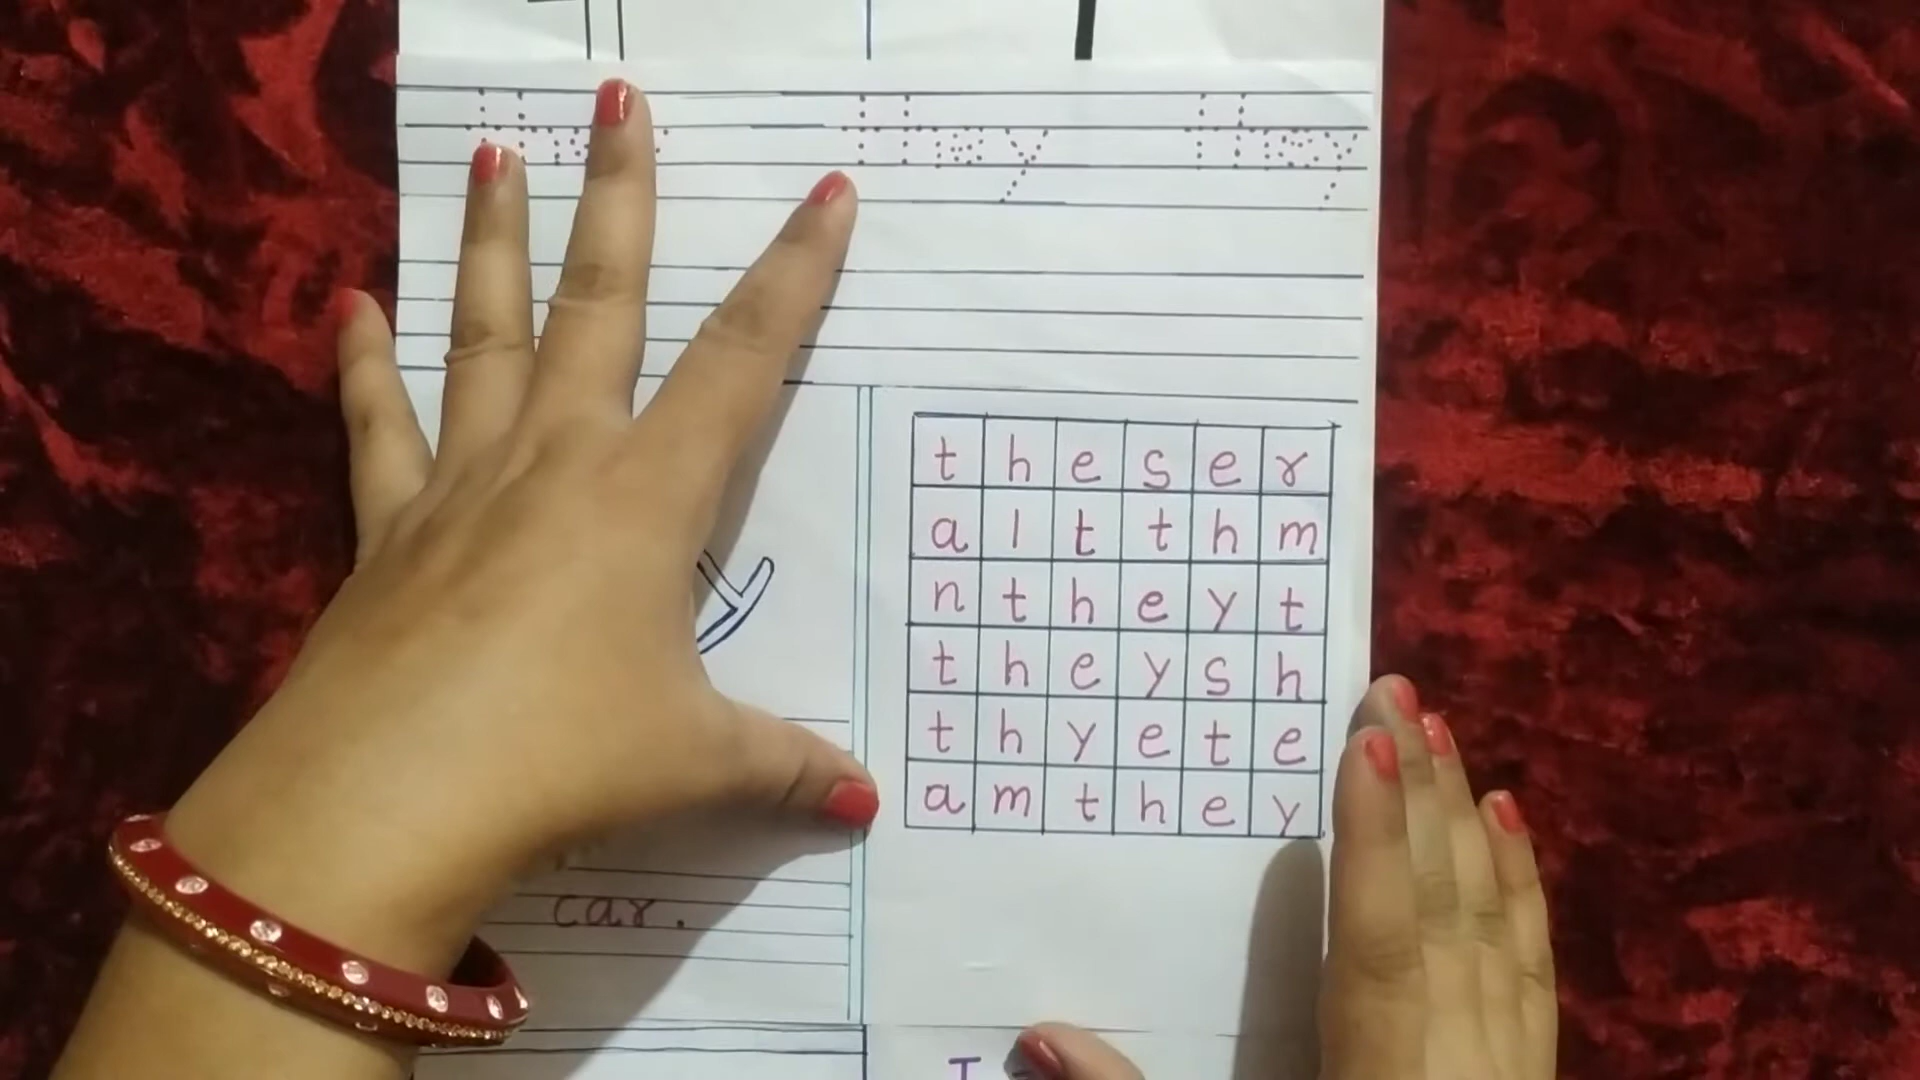 They They
t h e s e r
a l t t h m
n t h e y t
t h e y s h
t h y e t e
a m t h e y
car.
I